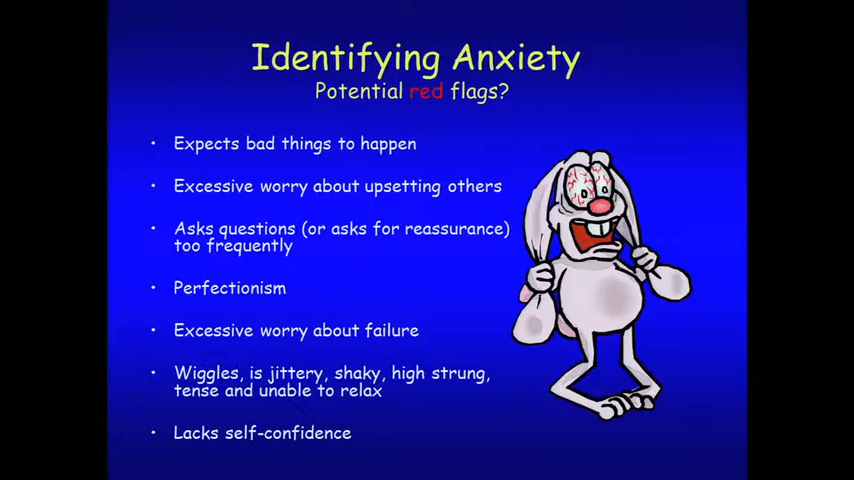 Identifying Anxiety
Potential red flags?
• Expects bad things to happen
• Excessive worry about upsetting others
• Asks questions (or asks for reassurance)
too frequently
• Perfectionism
• Excessive worry about failure
• Wiggles, is jittery, shaky, high strung,
tense and unable to relax
• Lacks self-confidence